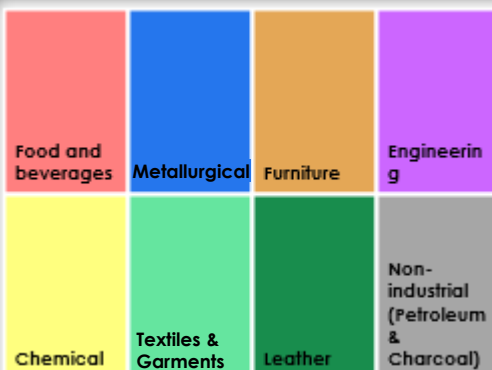 Food and
beverages
Metallurgical
Furniture
Engineerin
g
Chemical
Textiles &
Garments
Leather
Non-
industrial
(Petroleum
&
Charcoal)